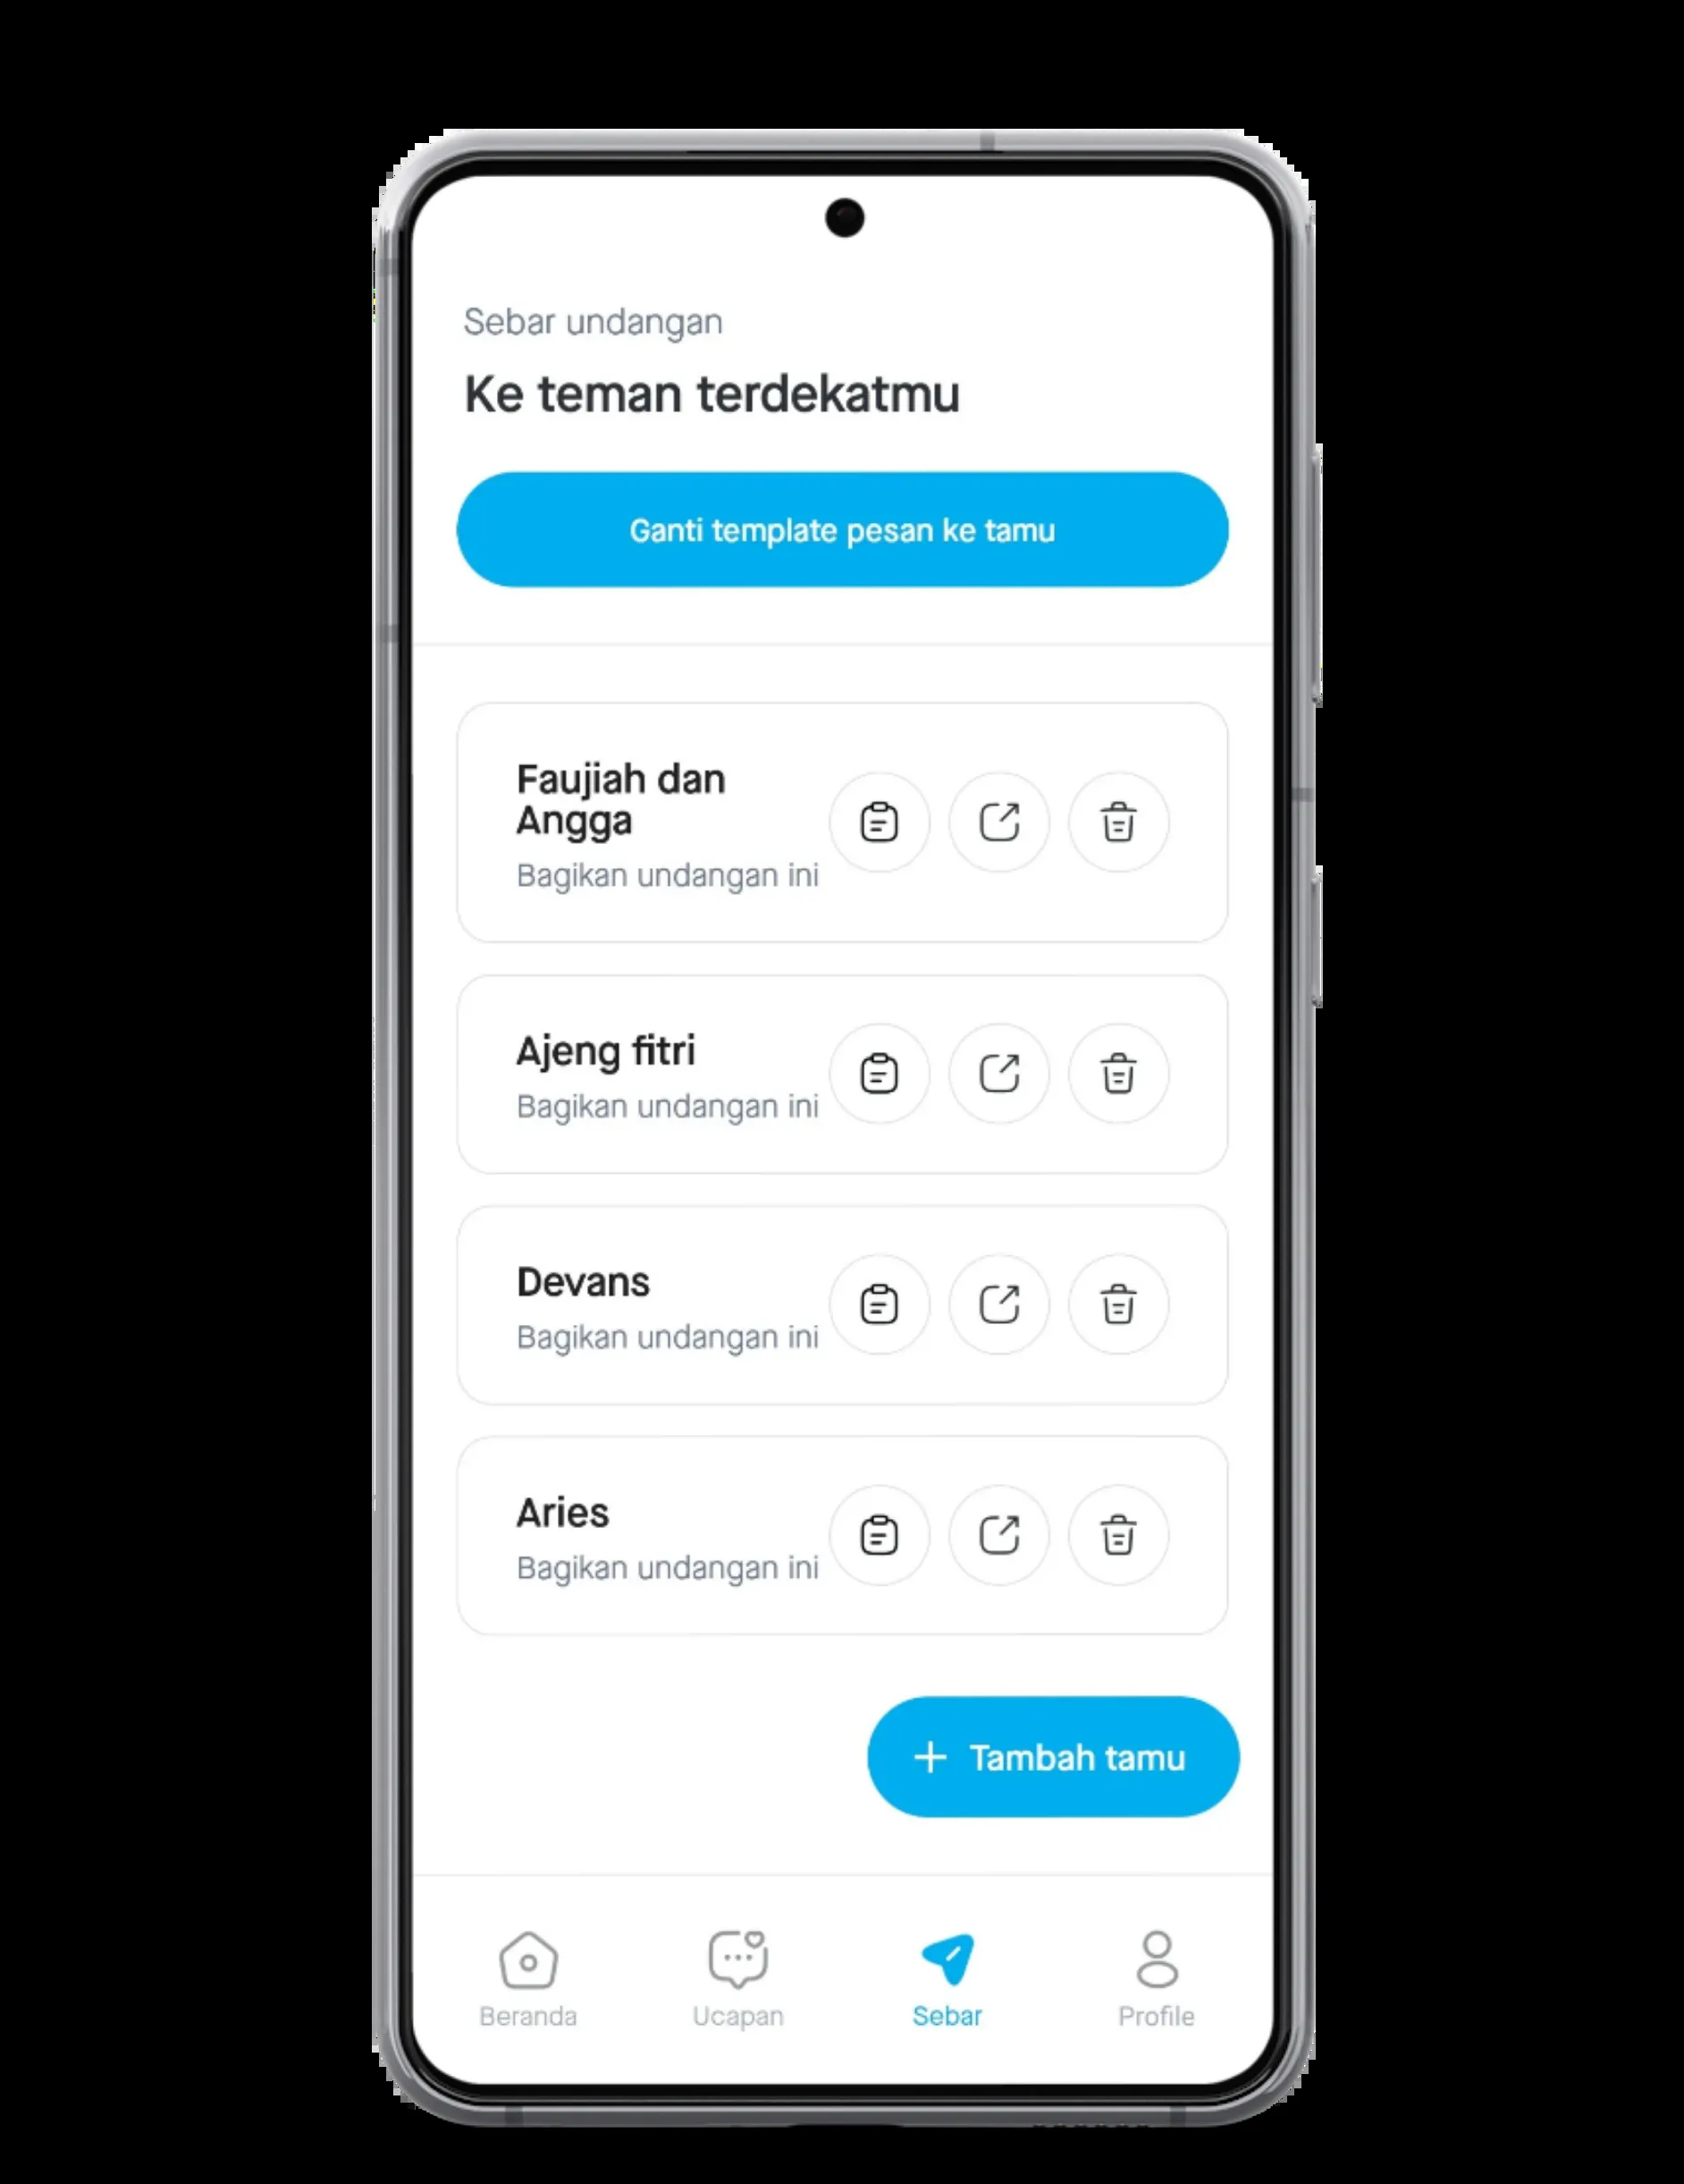 Sebar undangan
Ke teman terdekatmu
Ganti template pesan ke tamu
Faujiah dan
Angga
Bagikan undangan ini
Ajeng fitri
Bagikan undangan ini
Devans
Bagikan undangan ini
Aries
Bagikan undangan ini
+ Tambah tamu
Beranda
Ucapan
Sebar
Profile